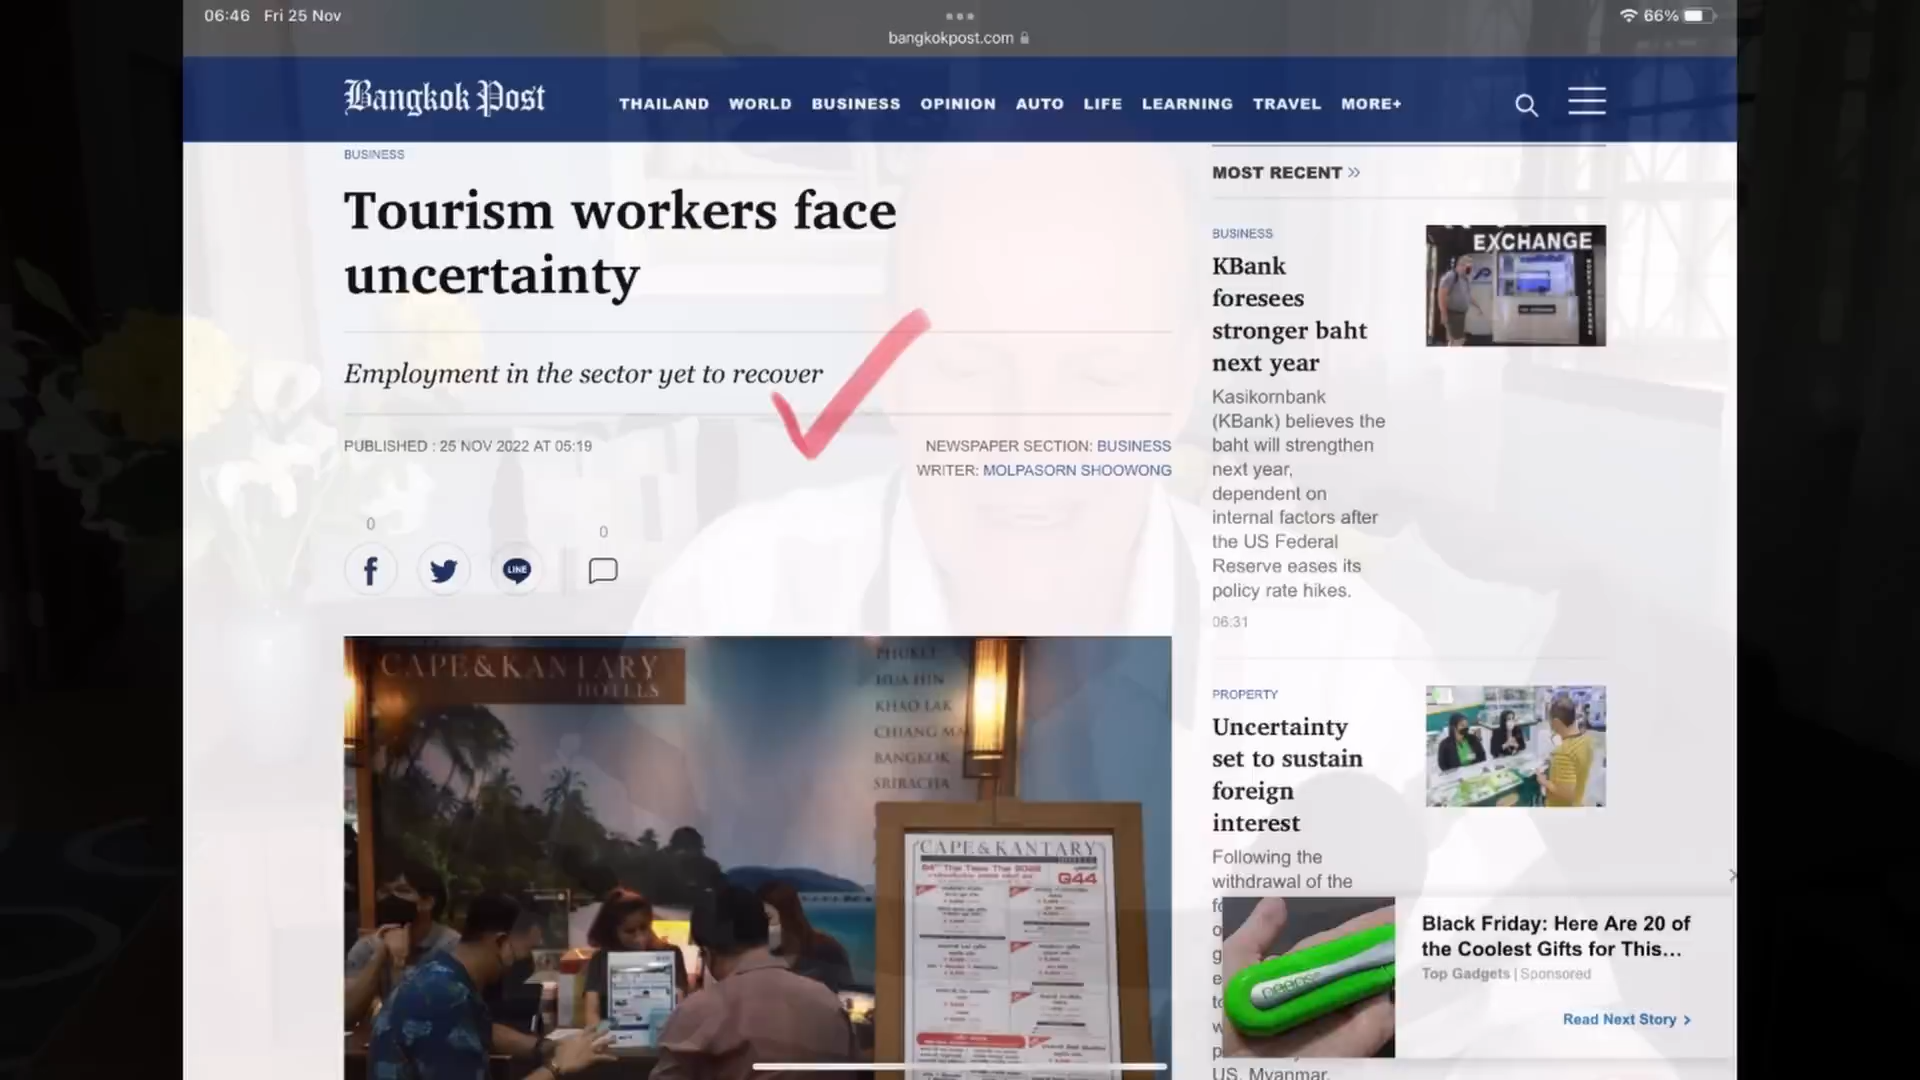 06:46 Fri 25 Nov
66%
bangkokpost.com
Bangkok Post
THAILAND WORLD BUSINESS OPINION AUTO LIFE LEARNING TRAVEL MORE+
BUSINESS
Tourism workers face
uncertainty
Employment in the sector yet to recover
PUBLISHED : 25 NOV 2022 AT 05:19
NEWSPAPER SECTION: BUSINESS
WRITER: MOLPASORN SHOOWONG
0
0
LINE
CAPE & KANTARY
HOTELS
PHUKET
HUA HIN
KHAO LAK
CHIANG MA
BANGKOK
SRIRACHA
CAPE & KANTARY
HOTELS
G44
MOST RECENT »
BUSINESS
KBank
foresees
stronger baht
next year
EXCHANGE
Kasikornbank
(KBank) believes the
baht will strengthen
next year,
dependent on
internal factors after
the US Federal
Reserve eases its
policy rate hikes.
06:31
PROPERTY
Uncertainty
set to sustain
foreign
interest
Following the
withdrawal of the
US, Myanmar,
Black Friday: Here Are 20 of
the Coolest Gifts for This...
Top Gadgets | Sponsored
Read Next Story >